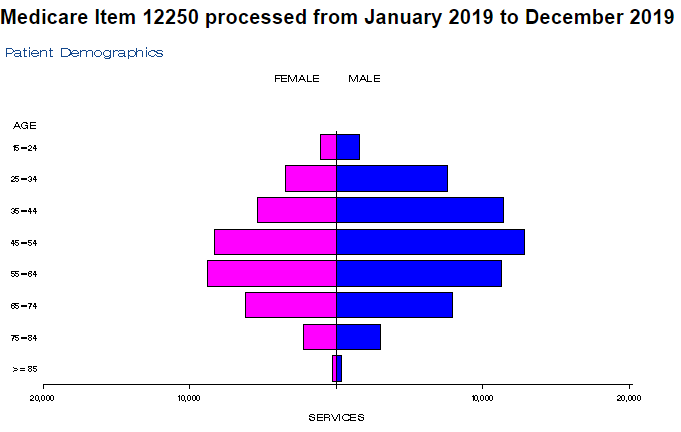 Medicare Item 12250 processed from January 2019 to December 2019
Patient Demographics
FEMALE MALE
AGE
15-24
25-34
35-44
45-54
55-64
65-74
75-84
>= 85
20,000 10,000 10,000 20,000
SERVICES